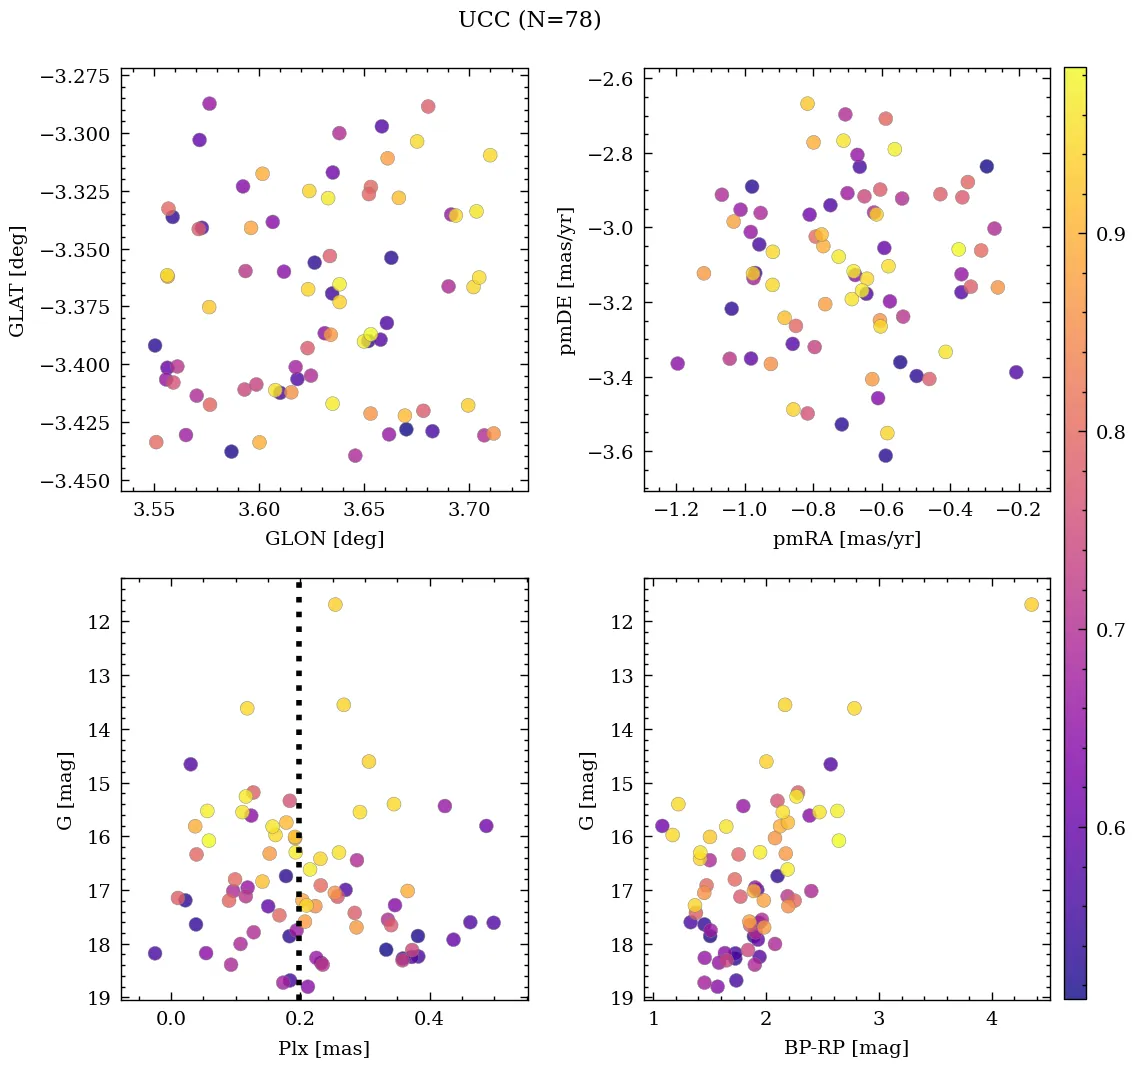 UCC (N=78)
−3.275
−3.300
−3.325
−3.350
−3.375
−3.400
−3.425
−3.450
GLAT [deg]
3.55 3.60 3.65 3.70
GLON [deg]
−2.6
−2.8
−3.0
−3.2
−3.4
−3.6
pmDE [mas/yr]
−1.2 −1.0 −0.8 −0.6 −0.4 −0.2
pmRA [mas/yr]
0.9
0.8
0.7
0.6
12
13
14
15
16
17
18
19
G [mag]
0.0 0.2 0.4
Plx [mas]
12
13
14
15
16
17
18
19
G [mag]
1 2 3 4
BP-RP [mag]